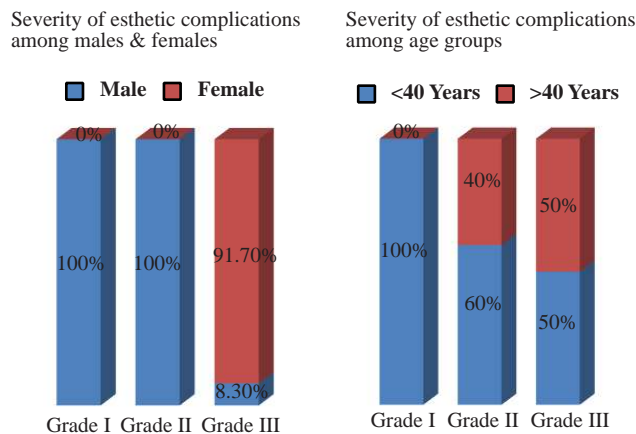 Severity of esthetic complications
among males & females
Male Female
0% 0%
100% 100% 91.70%
8.30%
Grade I Grade II Grade III
Severity of esthetic complications
among age groups
<40 Years >40 Years
0%
40%
50%
100%
60%
50%
Grade I Grade II Grade III